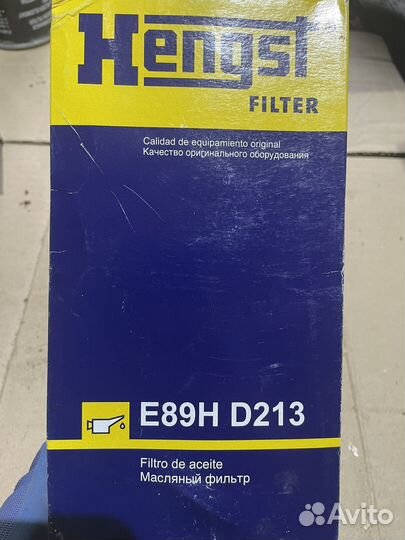 Hengst
FILTER
Calidad de equipamiento original
Качество оригинального оборудования
E89H D213
Filtro de aceite
Масляный фильтр
Avito